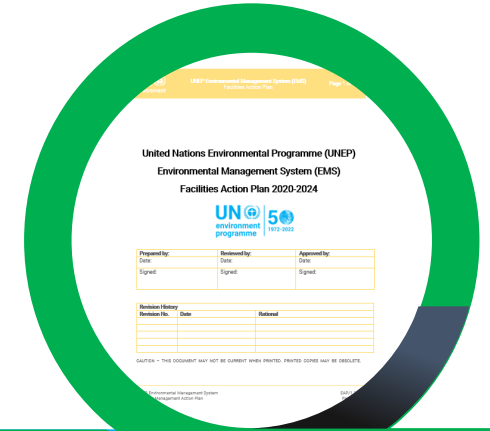 UNEP Environmental Management System (EMS)
Facilities Action Plan
Page
United Nations Environmental Programme (UNEP)
Environmental Management System (EMS)
Facilities Action Plan 2020-2024
UN
environment
programme
50
1972-2022
Prepared by: Reviewed by: Approved by:
Date: Date: Date:
Signed: Signed: Signed:
Revision History
Revision No. Date Rational
CAUTION – THIS DOCUMENT MAY NOT BE CURRENT WHEN PRINTED. PRINTED COPIES MAY BE OBSOLETE.
Environmental Management System
Management Action Plan